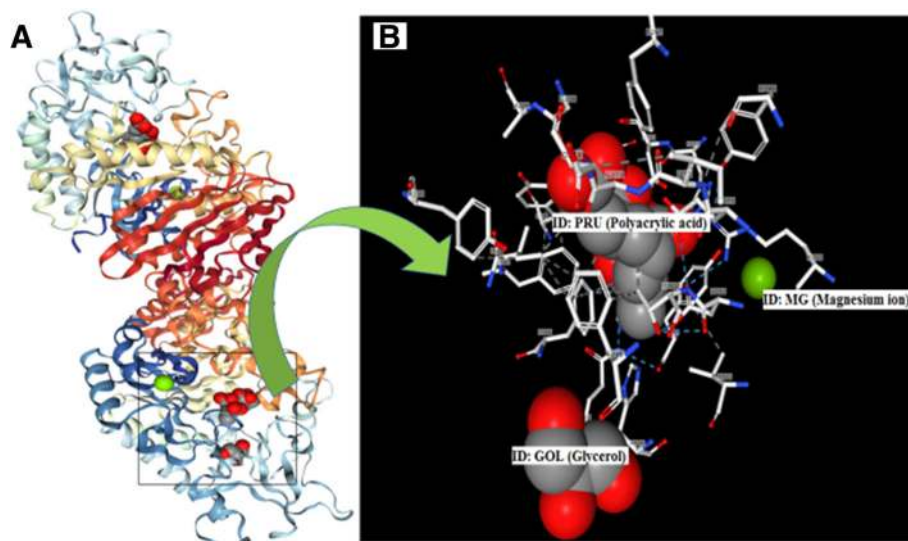 A
B
ID: PRU (Polyacrylic acid)
ID: MG (Magnesium ion)
ID: GOL (Glycerol)